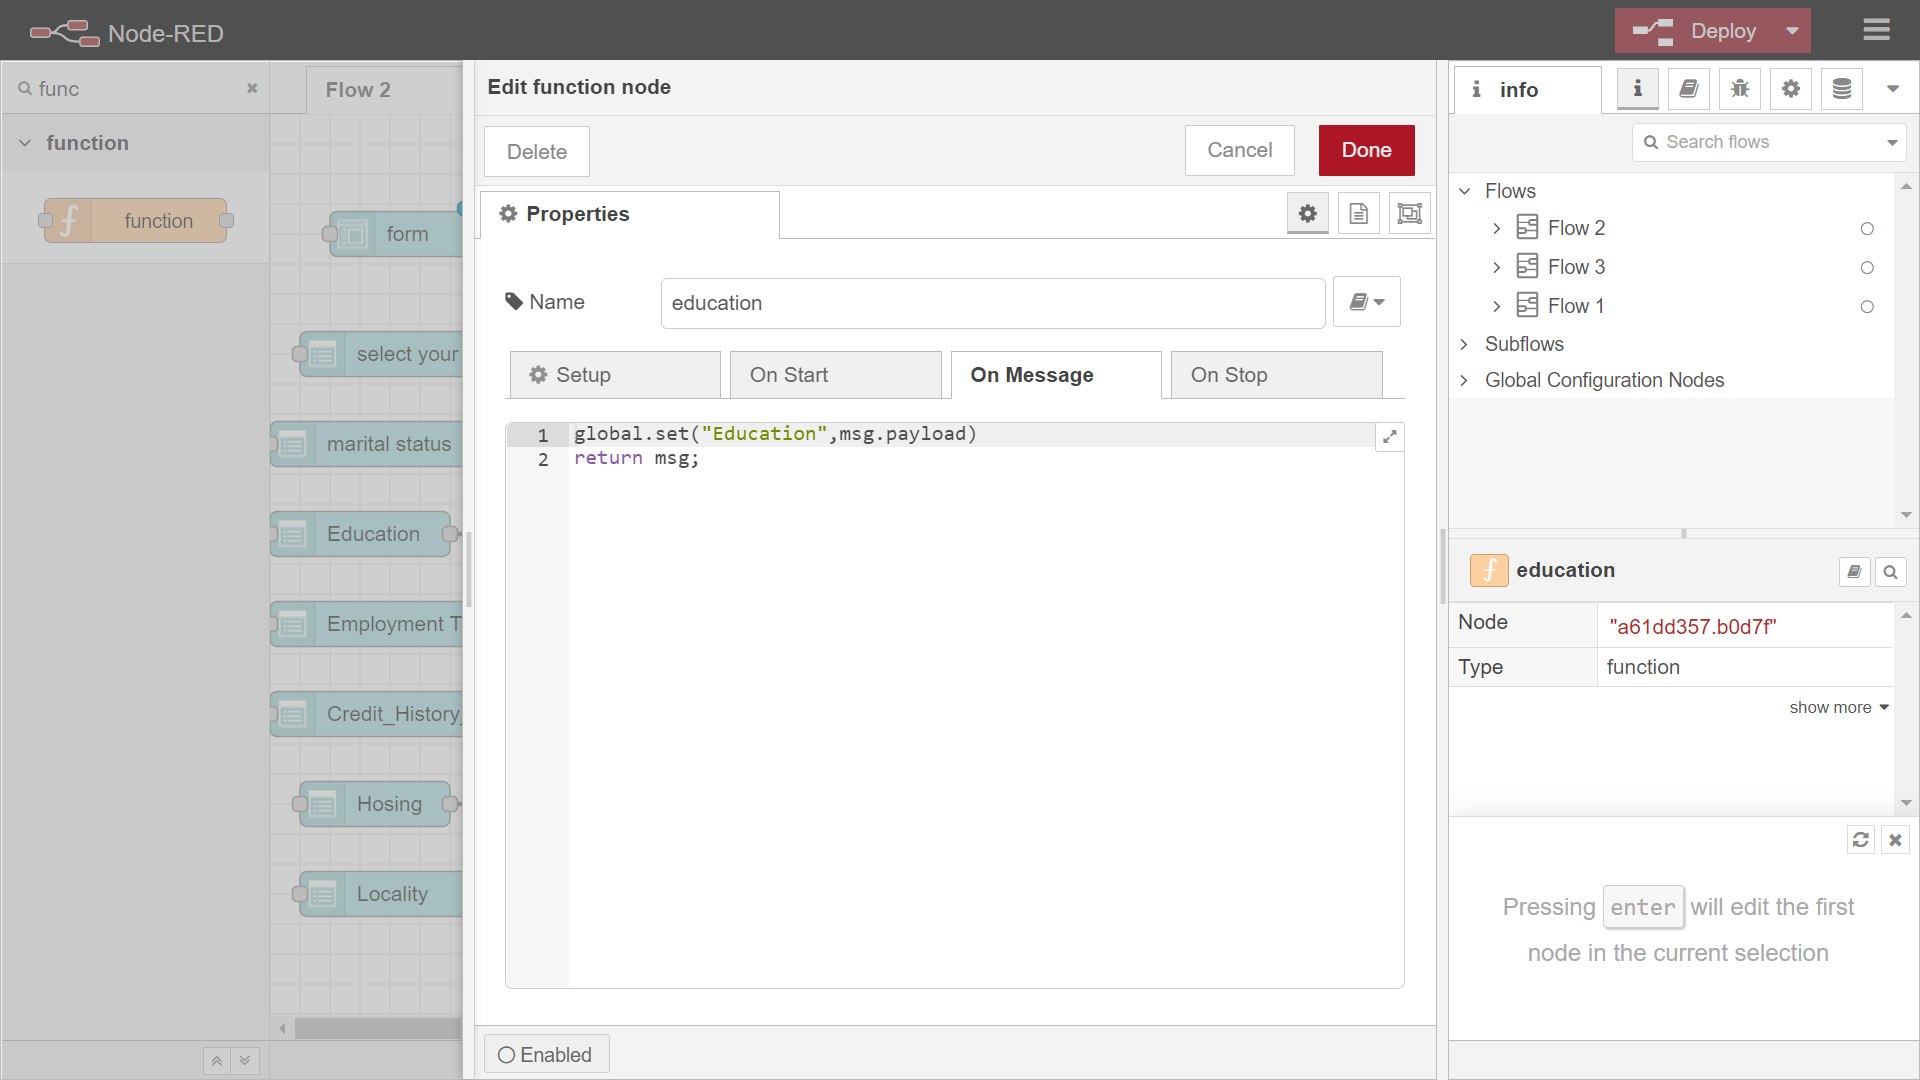 Node-RED
Deploy
func
function
function
Flow 2
form
select your
marital status
Education
Employment T
Credit_History_
Hosing
Locality
Edit function node
Delete
Cancel
Done
Properties
Name
education
Setup
On Start
On Message
On Stop
1 global.set("Education",msg.payload)
2 return msg;
Enabled
info
Search flows
Flows
Flow 2
Flow 3
Flow 1
Subflows
Global Configuration Nodes
education
Node "a61dd357.b0d7f"
Type function
show more
Pressing enter will edit the first
node in the current selection